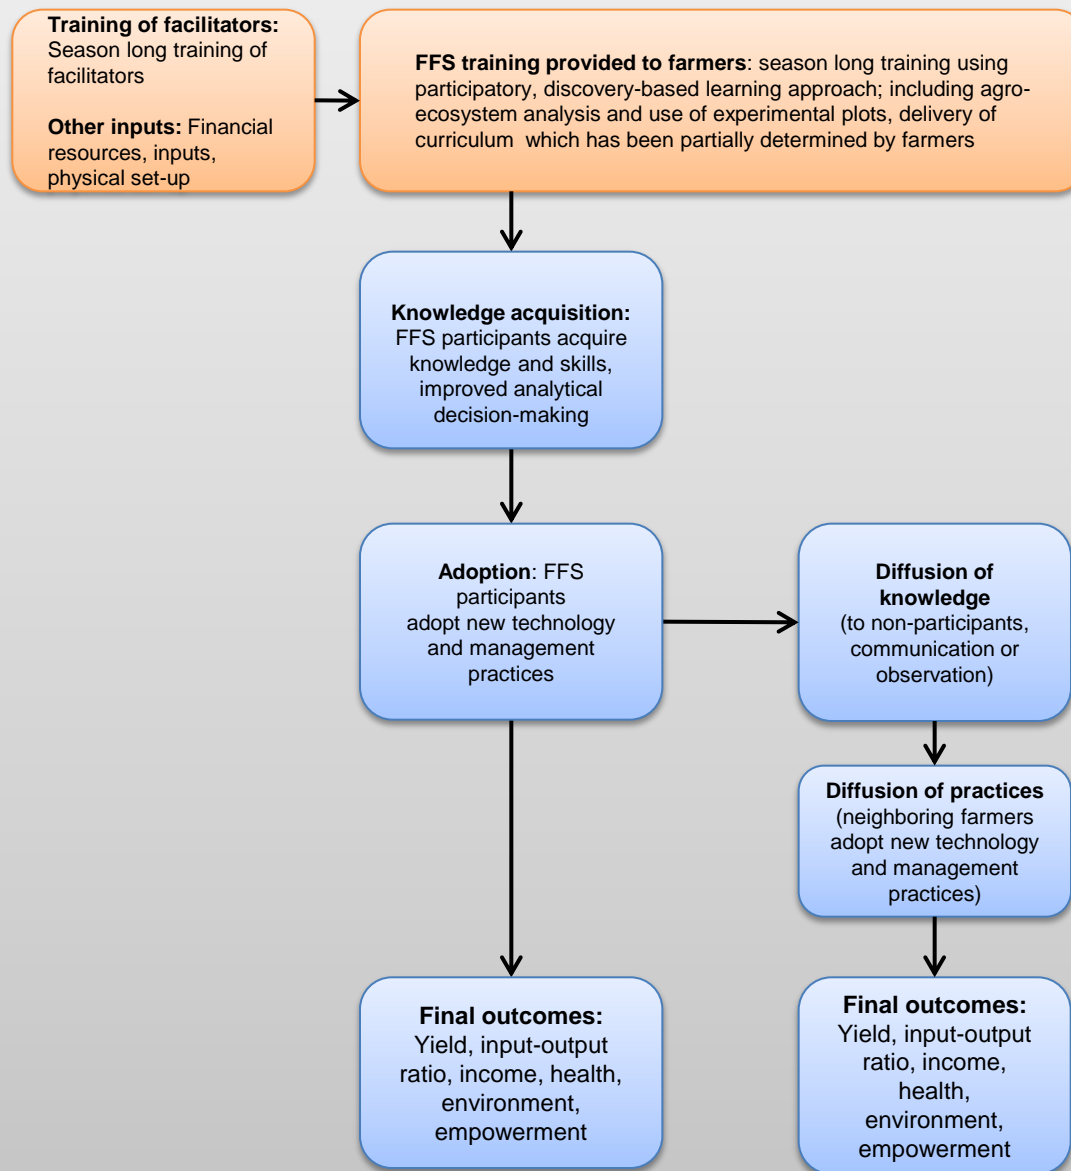 Training of facilitators:
Season long training of
facilitators
Other inputs: Financial
resources, inputs,
physical set-up
FFS training provided to farmers: season long training using
participatory, discovery-based learning approach; including agro-
ecosystem analysis and use of experimental plots, delivery of
curriculum which has been partially determined by farmers
Knowledge acquisition:
FFS participants acquire
knowledge and skills,
improved analytical
decision-making
Adoption: FFS
participants
adopt new technology
and management
practices
Diffusion of
knowledge
(to non-participants,
communication or
observation)
Diffusion of practices
(neighboring farmers
adopt new technology
and management
practices)
Final outcomes:
Yield, input-output
ratio, income, health,
environment,
empowerment
Final outcomes:
Yield, input-output
ratio, income,
health,
environment,
empowerment